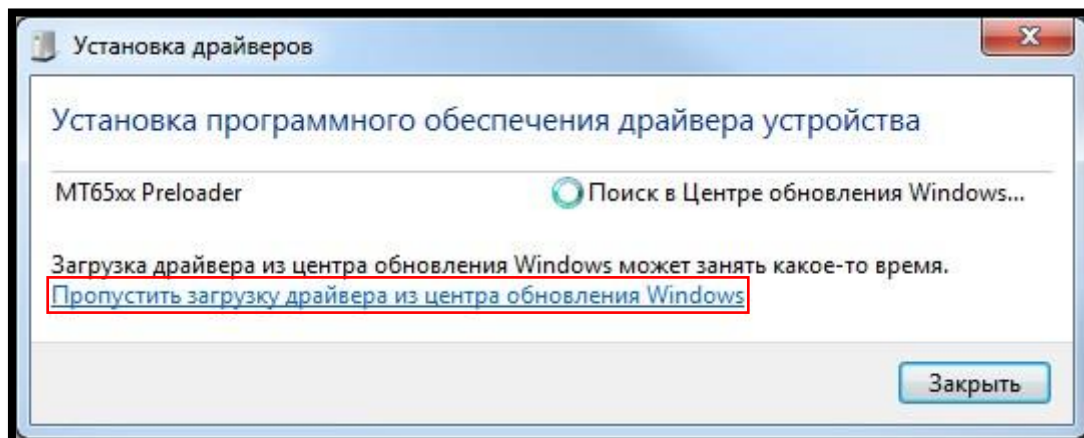 Установка драйверов
Установка программного обеспечения драйвера устройства
MT65xx Preloader
Поиск в Центре обновления Windows...
Загрузка драйвера из центра обновления Windows может занять какое-то время.
Пропустить загрузку драйвера из центра обновления Windows
Закрыть